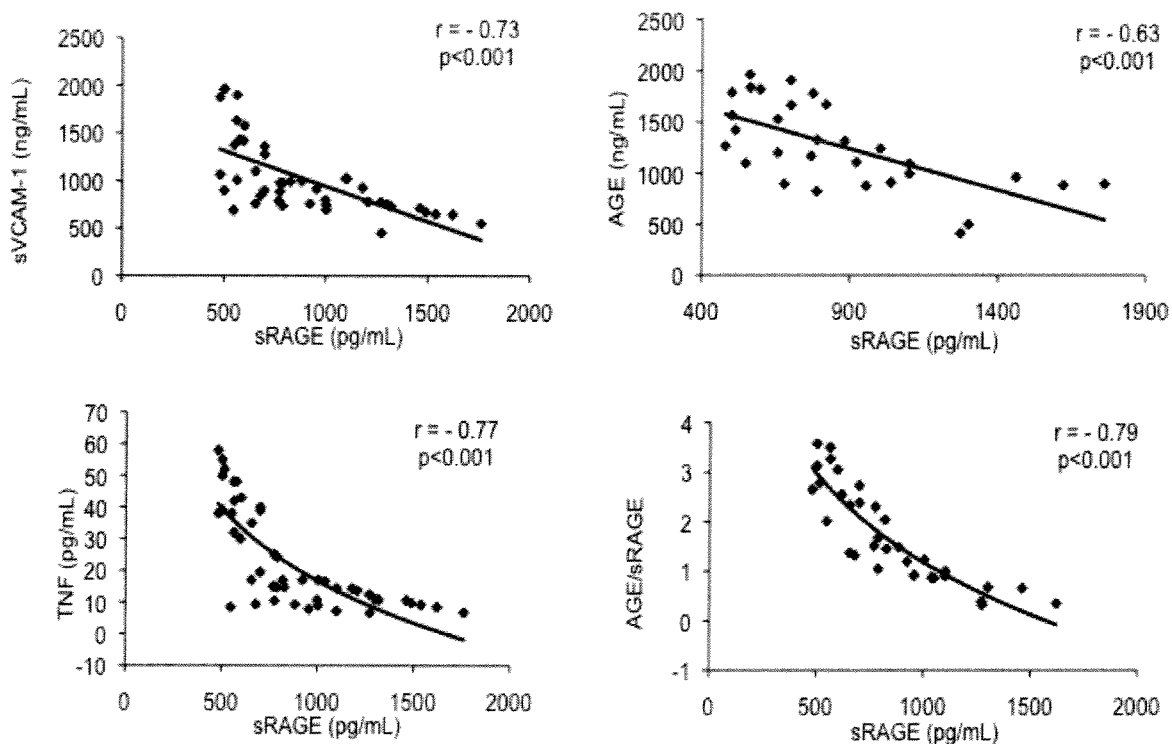 r = - 0.73
p<0.001
sVCAM-1 (ng/mL)
2500
2000
1500
1000
500
0
0 500 1000 1500 2000
sRAGE (pg/mL)
r = - 0.63
p<0.001
AGE (ng/mL)
2500
2000
1500
1000
500
0
400 900 1400 1900
sRAGE (pg/mL)
r = - 0.77
p<0.001
TNF (pg/mL)
70
60
50
40
30
20
10
0
-10
0 500 1000 1500 2000
sRAGE (pg/mL)
r = - 0.79
p<0.001
AGE/sRAGE
4
3
2
1
0
-1
0 500 1000 1500 2000
sRAGE (pg/mL)